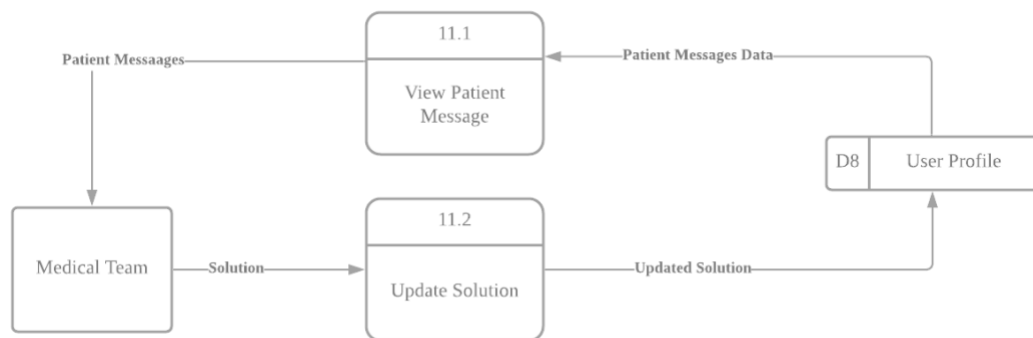 11.1
Patient Messaages
Patient Messages Data
View Patient
Message
D8
User Profile
11.2
Medical Team
Solution
Updated Solution
Update Solution